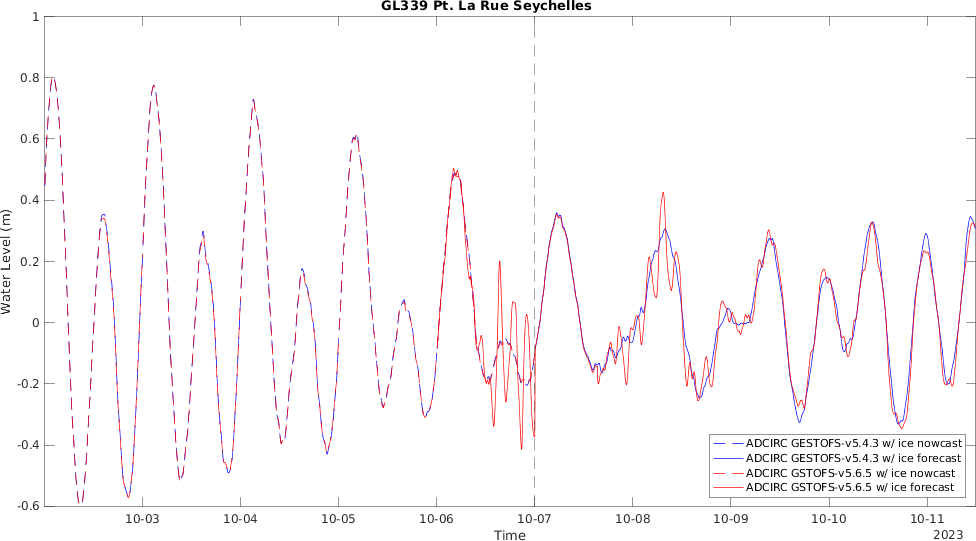 GL339 Pt. La Rue Seychelles
1
0.8
0.6
0.4
0.2
0
-0.2
-0.4
-0.6
Water Level (m)
10-03 10-04 10-05 10-06 10-07 10-08 10-09 10-10 10-11
Time
2023
ADCIRC GESTOFS-v5.4.3 w/ ice nowcast
ADCIRC GESTOFS-v5.4.3 w/ ice forecast
ADCIRC GSTOFS-v5.6.5 w/ ice nowcast
ADCIRC GSTOFS-v5.6.5 w/ ice forecast